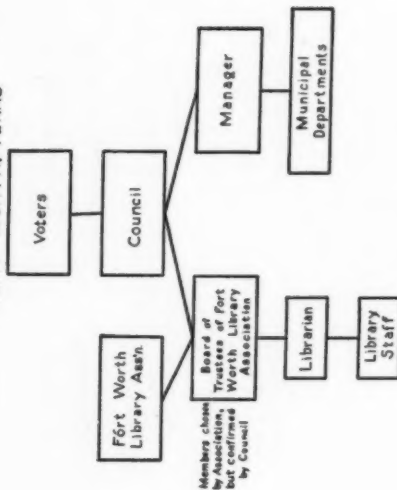 Voters
Council
Fort Worth
Library Ass'n
Manager
Members chosen
by Association,
but confirmed
by Council
Board of
Trustees of Fort
Worth Library
Association
Municipal
Departments
Librarian
Library
Staff